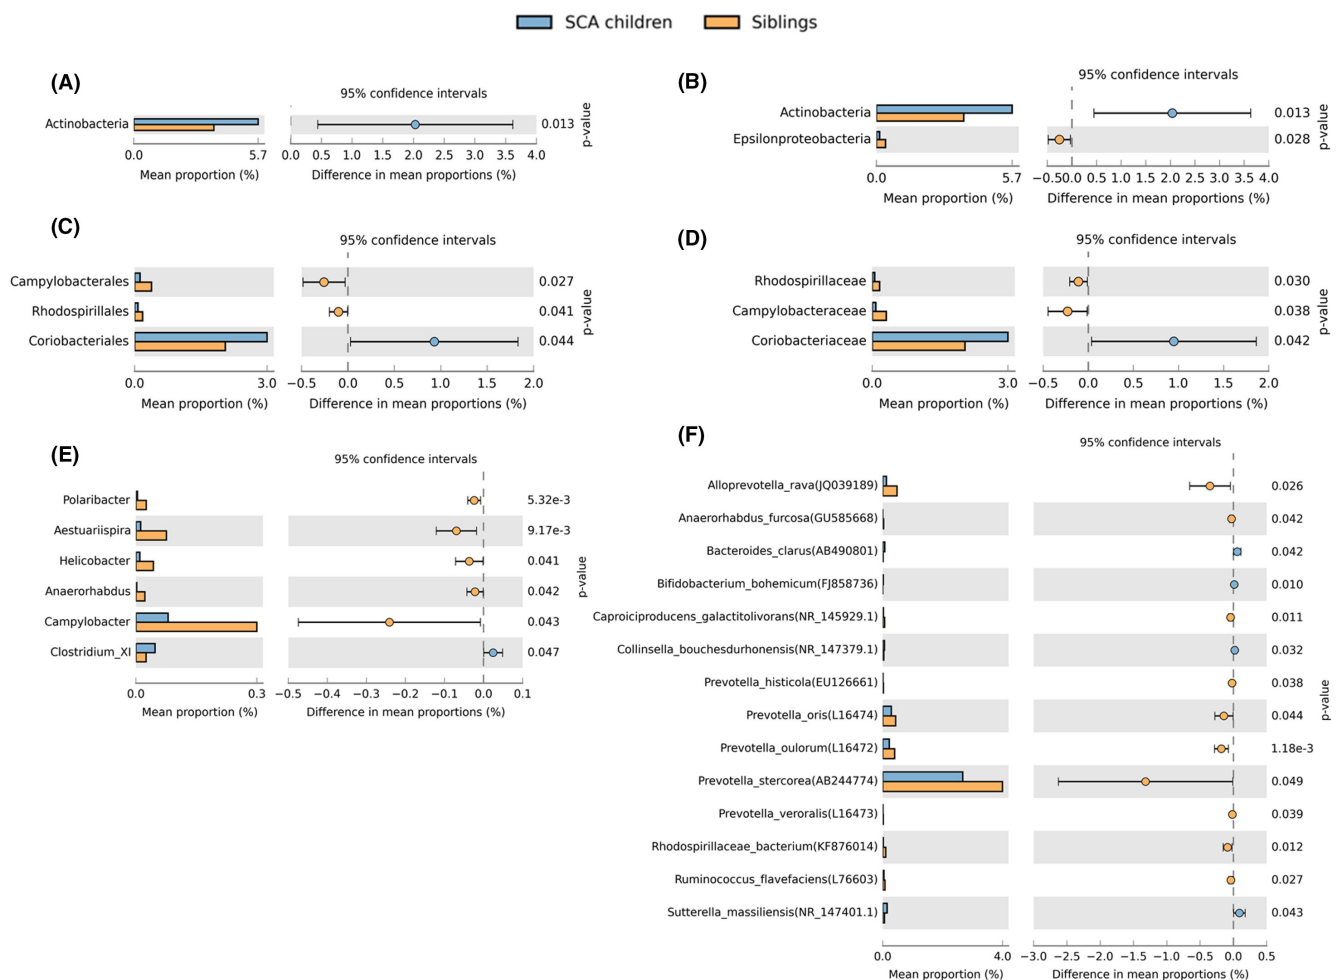 SCA children Siblings
(A)
95% confidence intervals
Actinobacteria 0.013
p-value
0.0 5.7 0.0 0.5 1.0 1.5 2.0 2.5 3.0 3.5 4.0
Mean proportion (%) Difference in mean proportions (%)
(B)
95% confidence intervals
Actinobacteria 0.013
Epsilonproteobacteria 0.028
p-value
0.0 5.7 −0.50.0 0.5 1.0 1.5 2.0 2.5 3.0 3.5 4.0
Mean proportion (%) Difference in mean proportions (%)
(C)
95% confidence intervals
Campylobacterales 0.027
Rhodospirillales 0.041
Coriobacteriales 0.044
p-value
0.0 3.0 −0.5 0.0 0.5 1.0 1.5 2.0
Mean proportion (%) Difference in mean proportions (%)
(D)
95% confidence intervals
Rhodospirillaceae 0.030
Campylobacteraceae 0.038
Coriobacteriaceae 0.042
p-value
0.0 3.0 −0.5 0.0 0.5 1.0 1.5 2.0
Mean proportion (%) Difference in mean proportions (%)
(E)
95% confidence intervals
Polaribacter 5.32e-3
Aestuariispira 9.17e-3
Helicobacter 0.041
Anaerorhabdus 0.042
Campylobacter 0.043
Clostridium_XI 0.047
p-value
0.0 0.3 −0.5 −0.4 −0.3 −0.2 −0.1 0.0 0.1
Mean proportion (%) Difference in mean proportions (%)
(F)
95% confidence intervals
Alloprevotella_rava(JQ039189) 0.026
Anaerorhabdus_furcosa(GU585668) 0.042
Bacteroides_clarus(AB490801) 0.042
Bifidobacterium_bohemicum(FJ858736) 0.010
Caproiciproducens_galactitolivorans(NR_145929.1) 0.011
Collinsella_bouchesdurhonensis(NR_147379.1) 0.032
Prevotella_histicola(EU126661) 0.038
Prevotella_oris(L16474) 0.044
Prevotella_oulorum(L16472) 1.18e-3
Prevotella_stercorea(AB244774) 0.049
Prevotella_veroralis(L16473) 0.039
Rhodospirillaceae_bacterium(KF876014) 0.012
Ruminococcus_flavefaciens(L76603) 0.027
Sutterella_massiliensis(NR_147401.1) 0.043
p-value
0.0 4.0 −3.0 −2.5 −2.0 −1.5 −1.0 −0.5 0.0 0.5
Mean proportion (%) Difference in mean proportions (%)